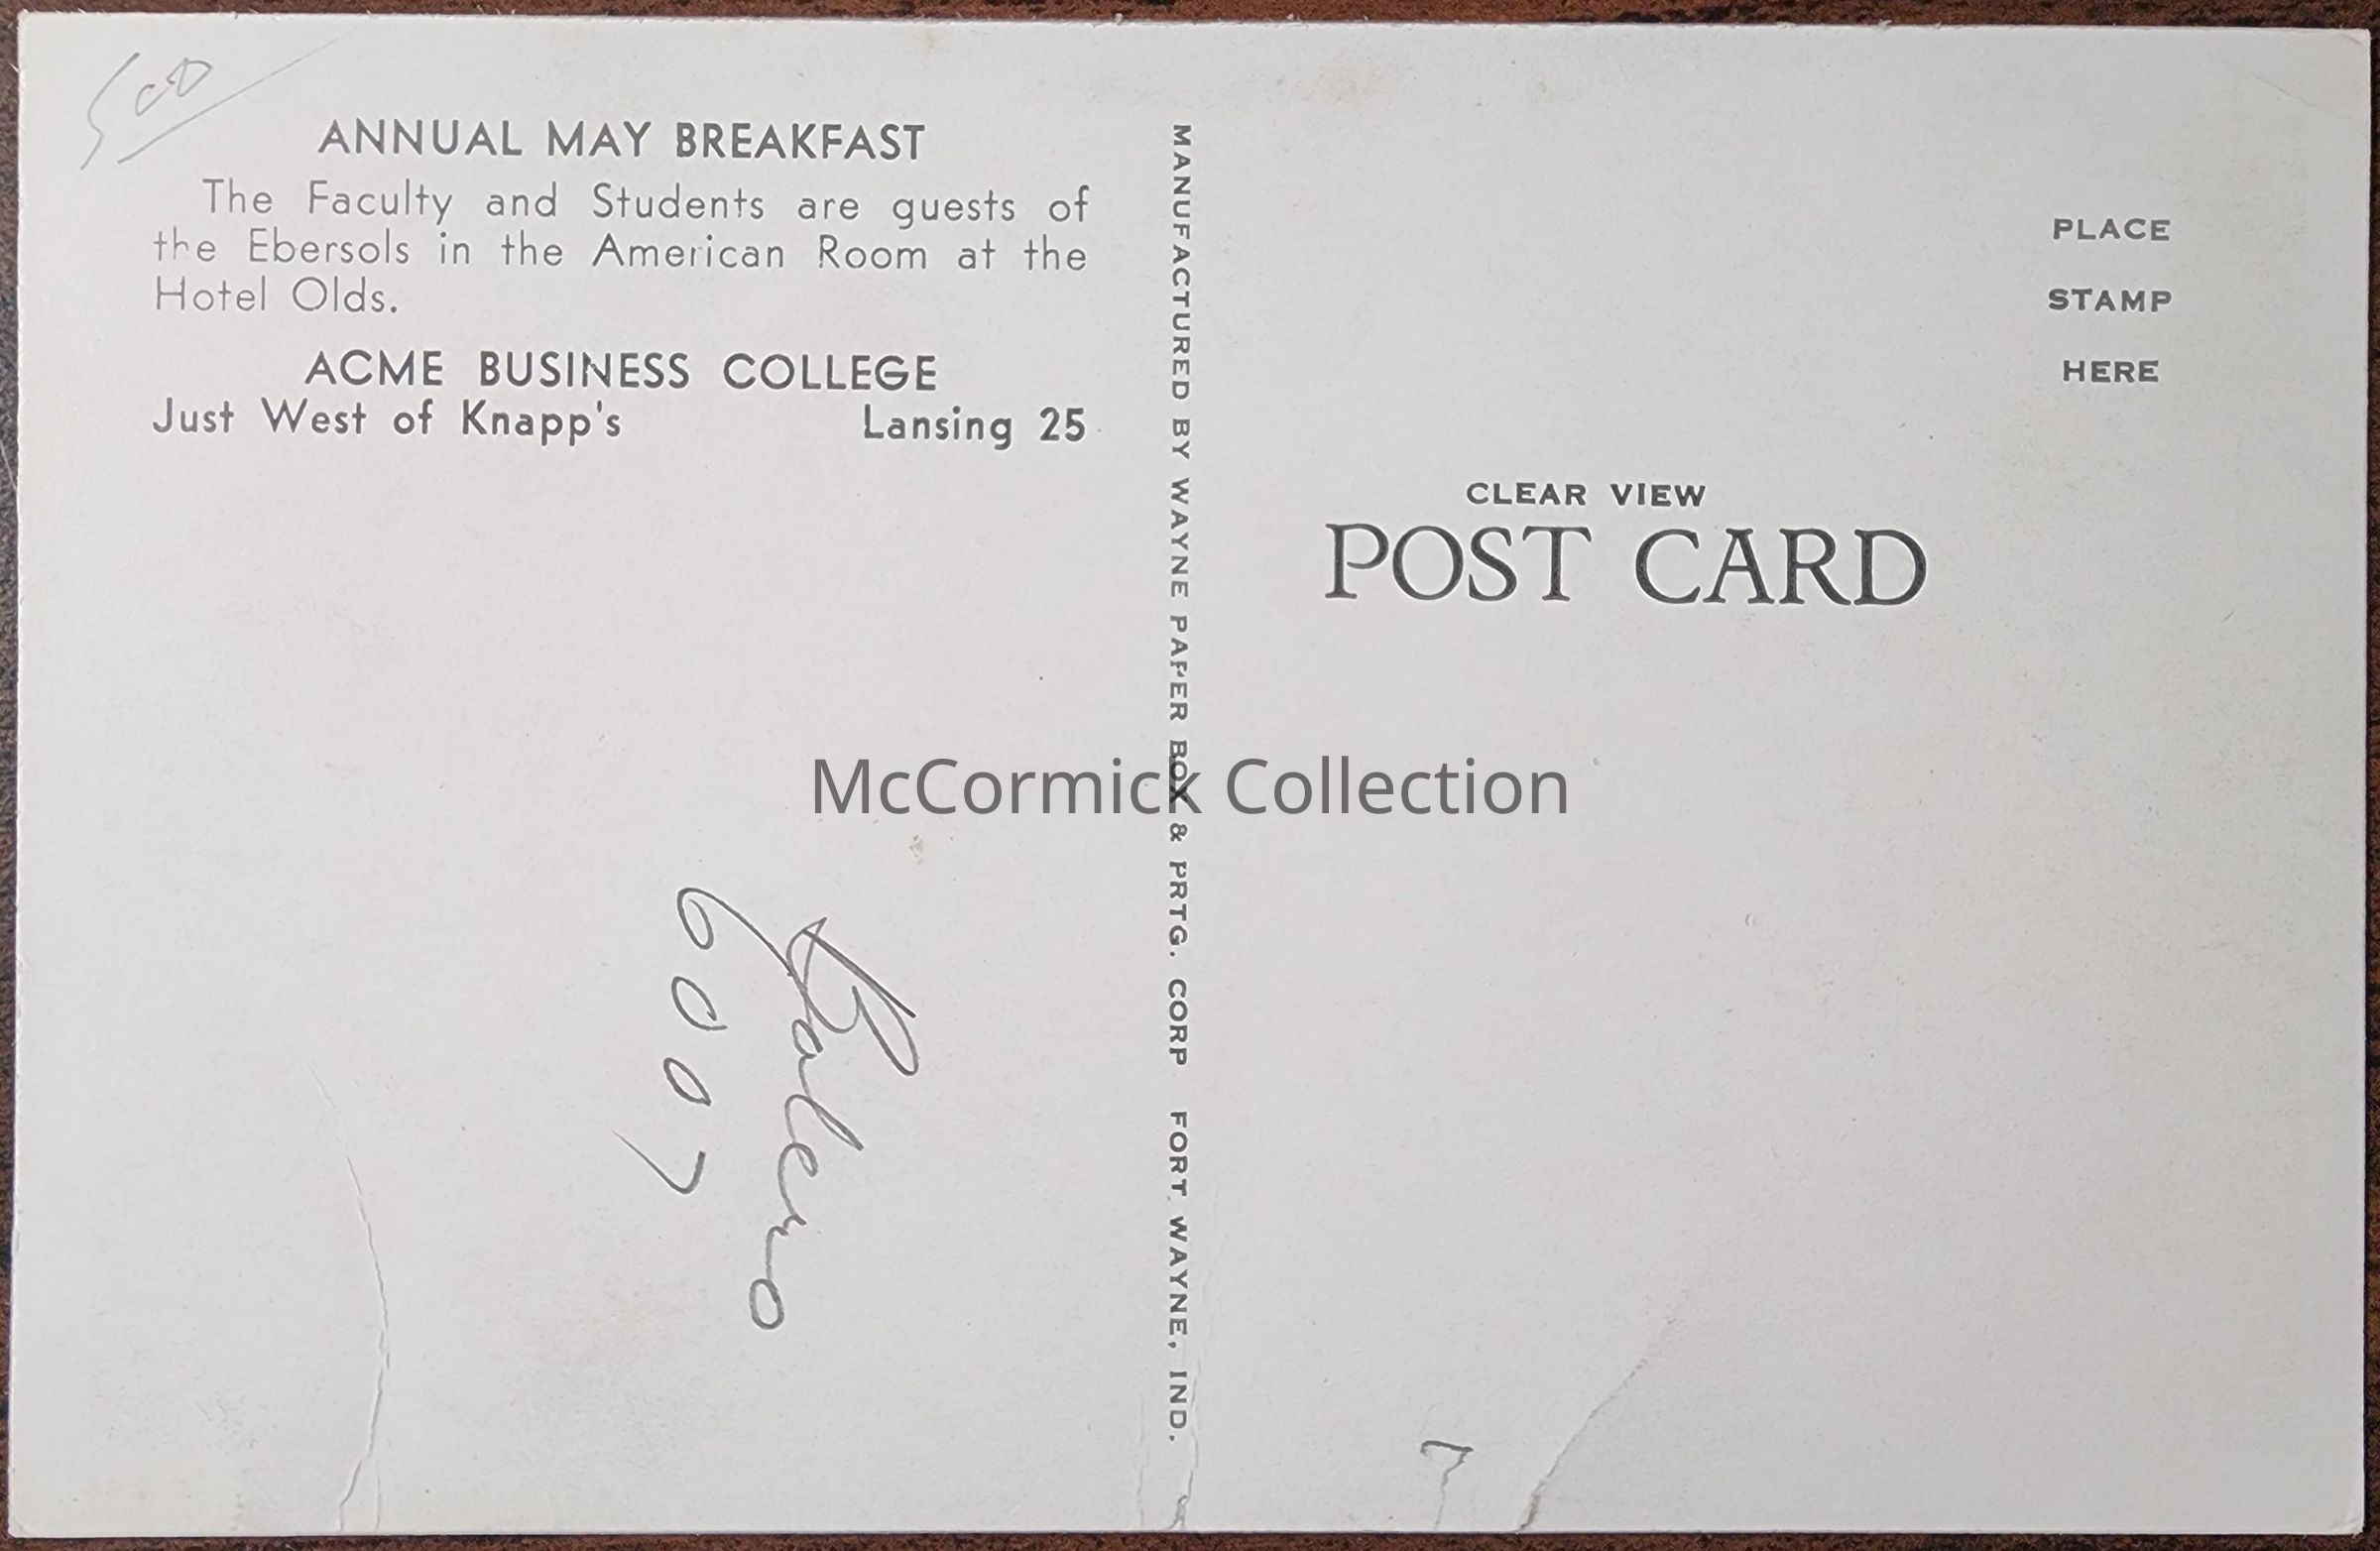 500
ANNUAL MAY BREAKFAST
The Faculty and Students are guests of
the Ebersols in the American Room at the
Hotel Olds.
ACME BUSINESS COLLEGE
Just West of Knapp's Lansing 25
MANUFACTURED BY WAYNE PAPER BOX & PRTG. CORP FORT WAYNE, IND.
PLACE
STAMP
HERE
CLEAR VIEW
POST CARD
McCormick Collection
6007